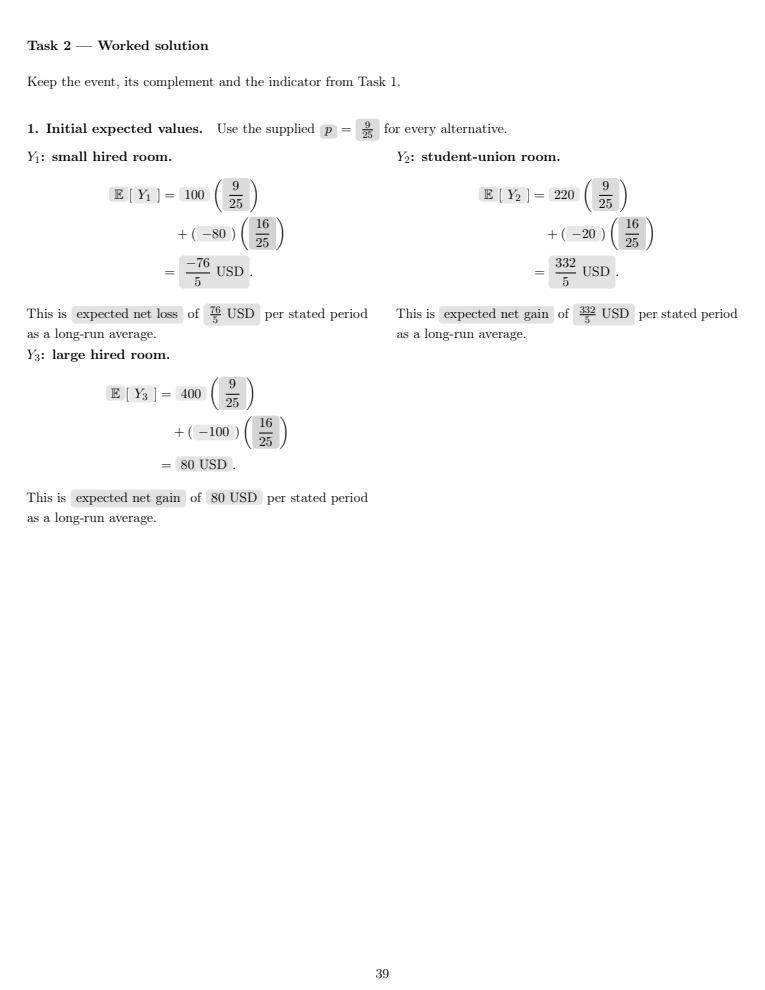 Task 2 — Worked solution
Keep the event, its complement and the indicator from Task 1.
1. Initial expected values. Use the supplied p = 9/25 for every alternative.
Y₁: small hired room.
𝔼 [ Y₁ ] = 100 (9/25)
+ ( −80 ) (16/25)
= −76/5 USD .
This is expected net loss of 76/5 USD per stated period
as a long-run average.
Y₂: student-union room.
𝔼 [ Y₂ ] = 220 (9/25)
+ ( −20 ) (16/25)
= 332/5 USD .
This is expected net gain of 332/5 USD per stated period
as a long-run average.
Y₃: large hired room.
𝔼 [ Y₃ ] = 400 (9/25)
+ ( −100 ) (16/25)
= 80 USD .
This is expected net gain of 80 USD per stated period
as a long-run average.
39